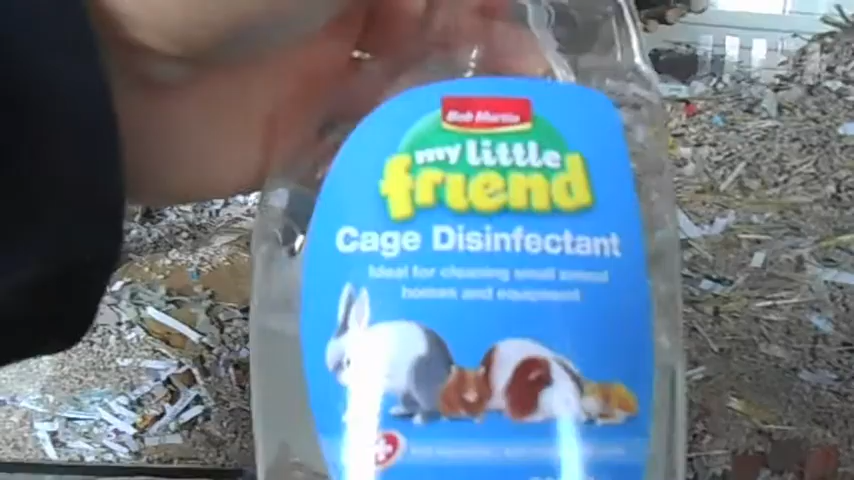 Bob Martin
my little
friend
Cage Disinfectant
Ideal for cleaning small animal
homes and equipment